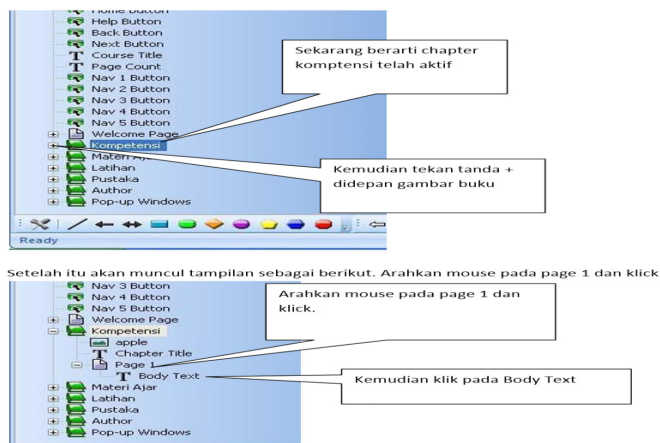 Home Button
Help Button
Back Button
Next Button
Course Title
Page Count
Nav 1 Button
Nav 2 Button
Nav 3 Button
Nav 4 Button
Nav 5 Button
Welcome Page
Kompetensi
Materi Ajar
Latihan
Pustaka
Author
Pop-up Windows
Ready
Sekarang berarti chapter
komptensi telah aktif
Kemudian tekan tanda +
didepan gambar buku
Setelah itu akan muncul tampilan sebagai berikut. Arahkan mouse pada page 1 dan klick
Nav 3 Button
Nav 4 Button
Nav 5 Button
Welcome Page
Kompetensi
apple
Chapter Title
Page 1
Body Text
Materi Ajar
Latihan
Pustaka
Author
Pop-up Windows
Arahkan mouse pada page 1 dan
klick.
Kemudian klik pada Body Text